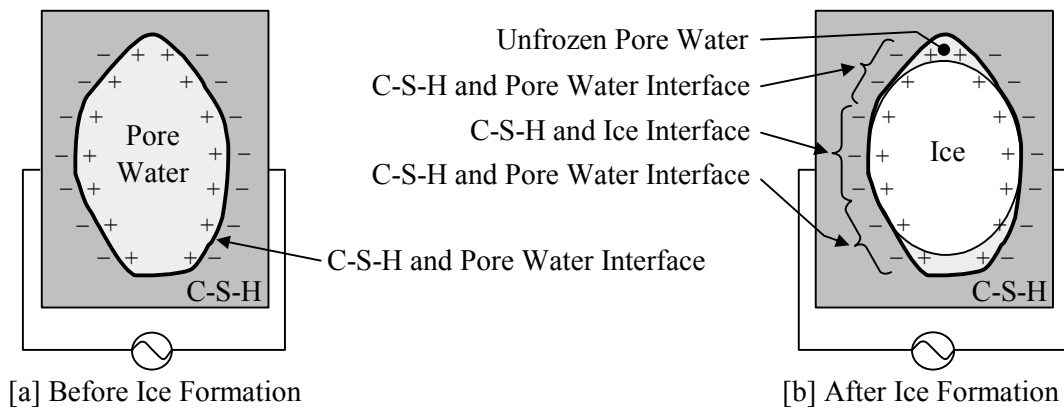 Pore
Water
C-S-H and Pore Water Interface
C-S-H
[a] Before Ice Formation
Unfrozen Pore Water
C-S-H and Pore Water Interface
C-S-H and Ice Interface
C-S-H and Pore Water Interface
Ice
C-S-H
[b] After Ice Formation